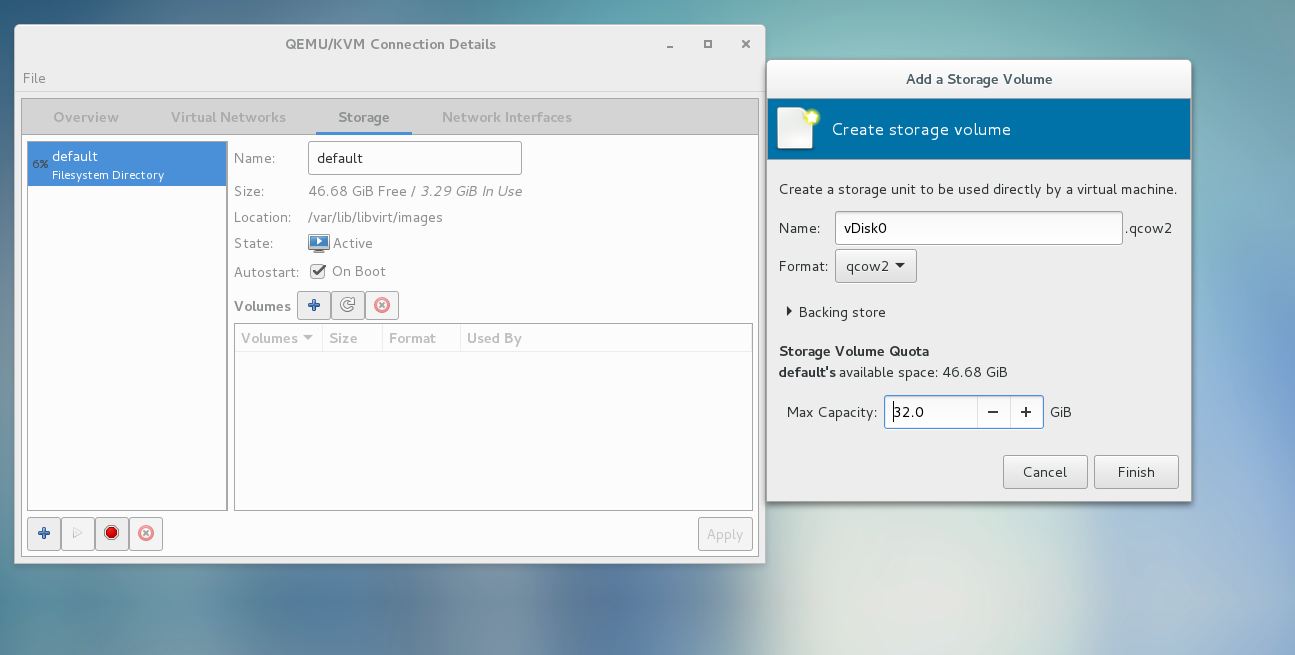 QEMU/KVM Connection Details
File
Overview Virtual Networks Storage Network Interfaces
6% default
Filesystem Directory
Name: default
Size: 46.68 GiB Free / 3.29 GiB In Use
Location: /var/lib/libvirt/images
State: Active
Autostart: On Boot
Volumes
Volumes Size Format Used By
Apply
Add a Storage Volume
Create storage volume
Create a storage unit to be used directly by a virtual machine.
Name: vDisk0 .qcow2
Format: qcow2
Backing store
Storage Volume Quota
default's available space: 46.68 GiB
Max Capacity: 32.0 − + GiB
Cancel Finish